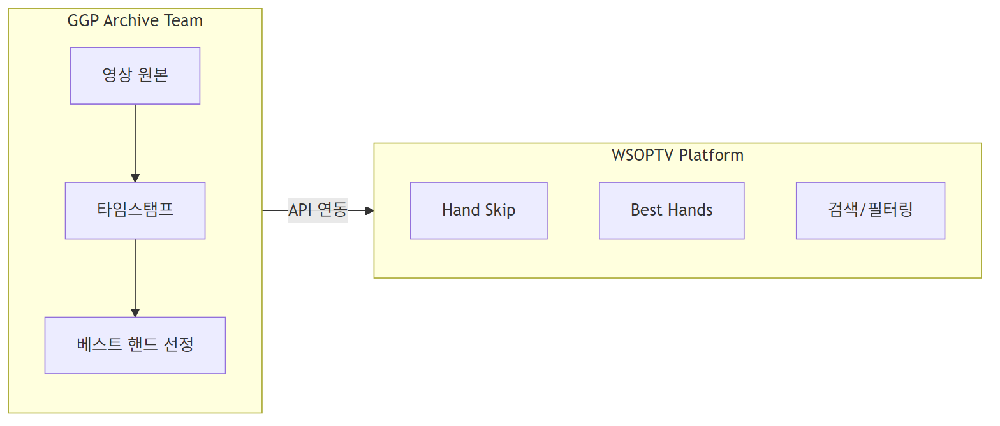 GGP Archive Team
영상 원본
타임스탬프
베스트 핸드 선정
API 연동
WSOPTV Platform
Hand Skip
Best Hands
검색/필터링